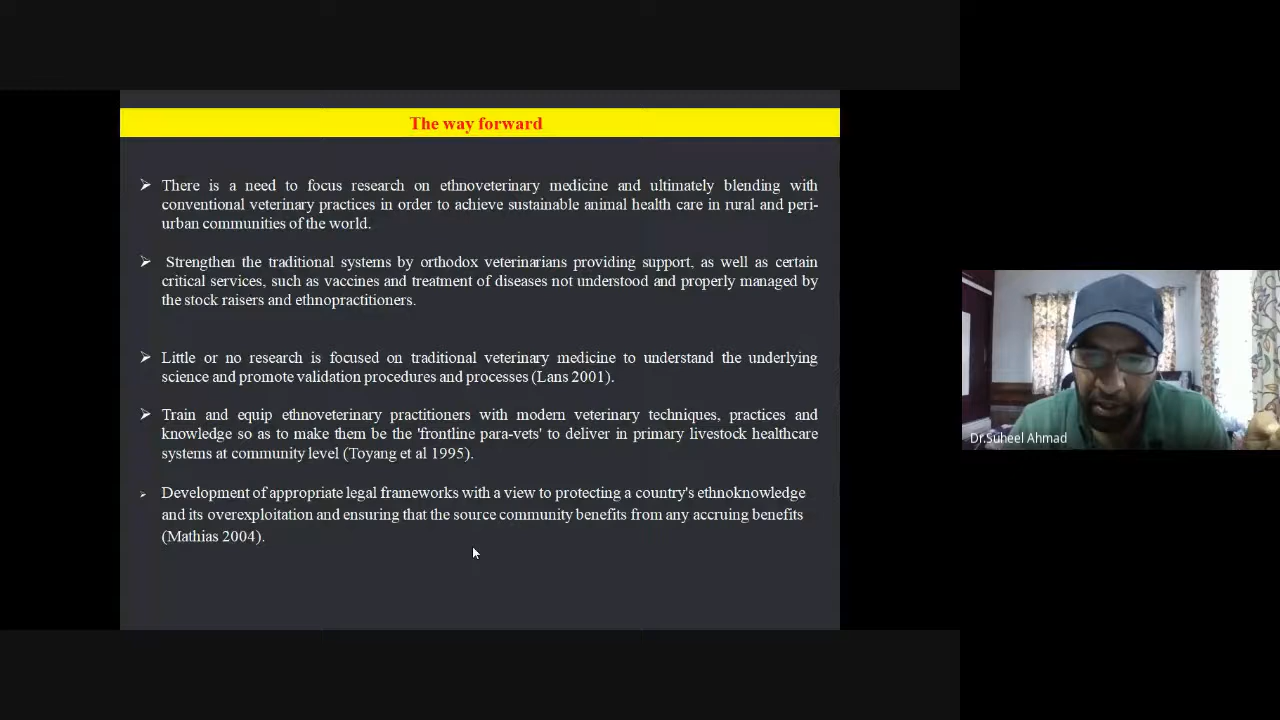 The way forward
There is a need to focus research on ethnoveterinary medicine and ultimately blending with
conventional veterinary practices in order to achieve sustainable animal health care in rural and peri-
urban communities of the world.
Strengthen the traditional systems by orthodox veterinarians providing support, as well as certain
critical services, such as vaccines and treatment of diseases not understood and properly managed by
the stock raisers and ethnopractitioners.
Little or no research is focused on traditional veterinary medicine to understand the underlying
science and promote validation procedures and processes (Lans 2001).
Train and equip ethnoveterinary practitioners with modern veterinary techniques, practices and
knowledge so as to make them be the 'frontline para-vets' to deliver in primary livestock healthcare
systems at community level (Toyang et al 1995).
Development of appropriate legal frameworks with a view to protecting a country's ethnoknowledge
and its overexploitation and ensuring that the source community benefits from any accruing benefits
(Mathias 2004).
Dr.Suheel Ahmad